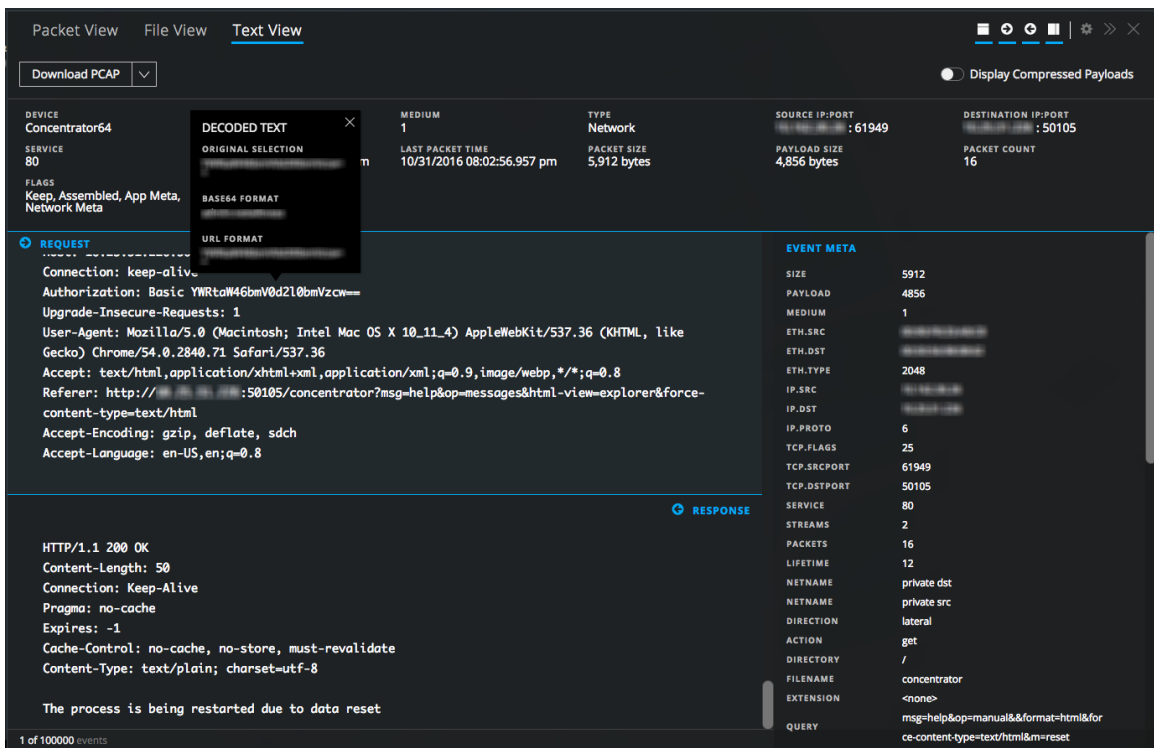 Packet View File View Text View
Download PCAP
Display Compressed Payloads
DEVICE
Concentrator64
SERVICE
80
FLAGS
Keep, Assembled, App Meta,
Network Meta
DECODED TEXT
ORIGINAL SELECTION
BASE64 FORMAT
URL FORMAT
m
MEDIUM
1
LAST PACKET TIME
10/31/2016 08:02:56.957 pm
TYPE
Network
PACKET SIZE
5,912 bytes
SOURCE IP:PORT
: 61949
PAYLOAD SIZE
4,856 bytes
DESTINATION IP:PORT
: 50105
PACKET COUNT
16
REQUEST
Connection: keep-alive
Authorization: Basic YWRtaW46bmV0d2l0bmVzcw==
Upgrade-Insecure-Requests: 1
User-Agent: Mozilla/5.0 (Macintosh; Intel Mac OS X 10_11_4) AppleWebKit/537.36 (KHTML, like
Gecko) Chrome/54.0.2840.71 Safari/537.36
Accept: text/html,application/xhtml+xml,application/xml;q=0.9,image/webp,*/*;q=0.8
Referer: http:// :50105/concentrator?msg=help&op=messages&html-view=explorer&force-
content-type=text/html
Accept-Encoding: gzip, deflate, sdch
Accept-Language: en-US,en;q=0.8
RESPONSE
HTTP/1.1 200 OK
Content-Length: 50
Connection: Keep-Alive
Pragma: no-cache
Expires: -1
Cache-Control: no-cache, no-store, must-revalidate
Content-Type: text/plain; charset=utf-8
The process is being restarted due to data reset
1 of 100000 events
EVENT META
SIZE 5912
PAYLOAD 4856
MEDIUM 1
ETH.SRC
ETH.DST
ETH.TYPE 2048
IP.SRC
IP.DST
IP.PROTO 6
TCP.FLAGS 25
TCP.SRCPORT 61949
TCP.DSTPORT 50105
SERVICE 80
STREAMS 2
PACKETS 16
LIFETIME 12
NETNAME private dst
NETNAME private src
DIRECTION lateral
ACTION get
DIRECTORY /
FILENAME concentrator
EXTENSION <none>
QUERY msg=help&op=manual&&format=html&for
ce-content-type=text/html&m=reset